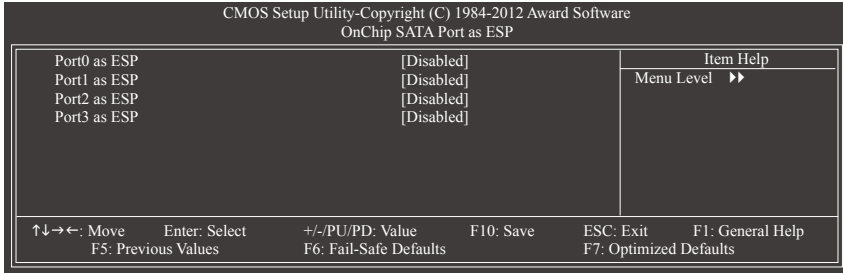 CMOS Setup Utility-Copyright (C) 1984-2012 Award Software
OnChip SATA Port as ESP
Port0 as ESP [Disabled]
Port1 as ESP [Disabled]
Port2 as ESP [Disabled]
Port3 as ESP [Disabled]
Item Help
Menu Level ▸▸
↑↓→←: Move Enter: Select +/-/PU/PD: Value F10: Save ESC: Exit F1: General Help
F5: Previous Values F6: Fail-Safe Defaults F7: Optimized Defaults